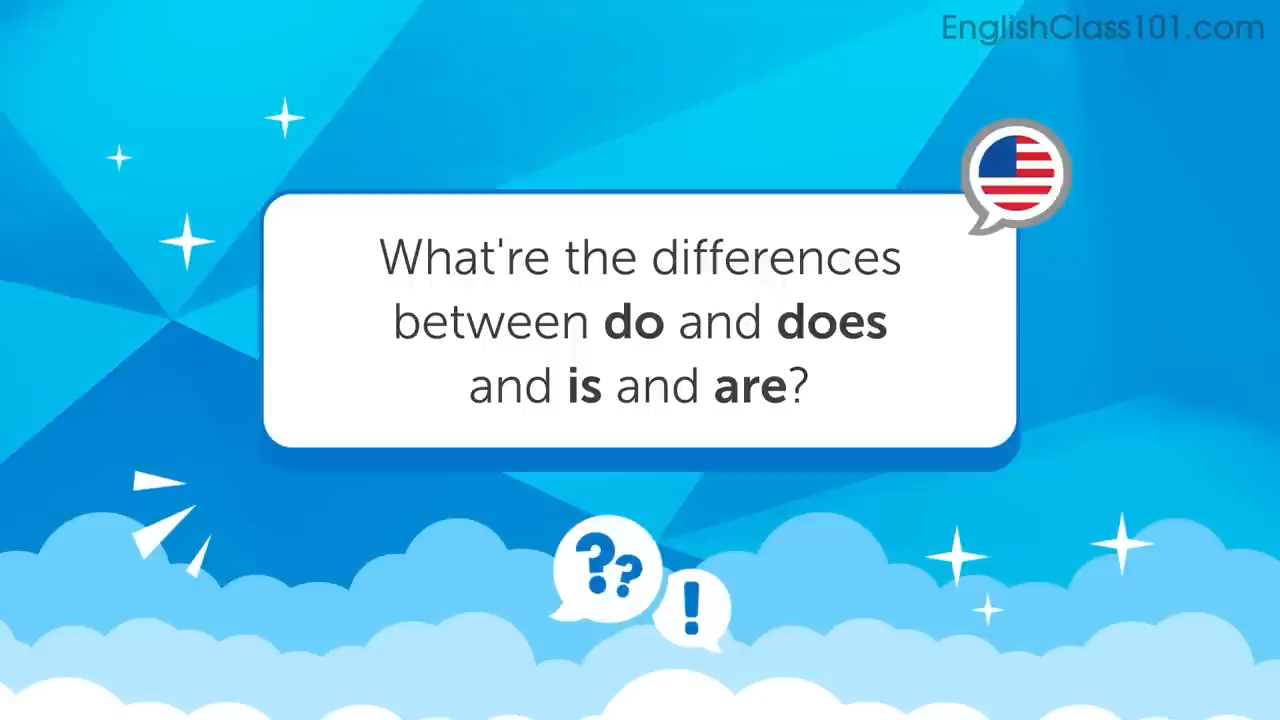 EnglishClass101.com
What're the differences
between do and does
and is and are?
??
!